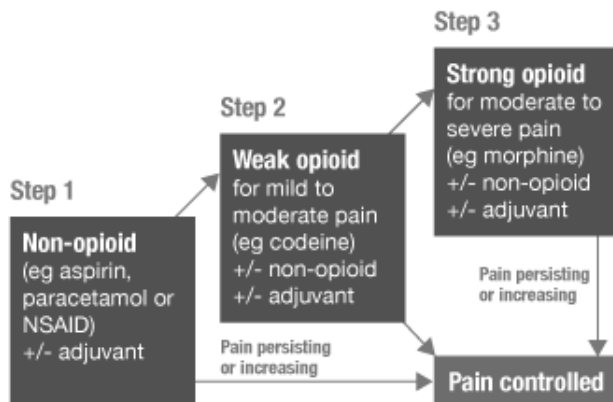 Step 1
Non-opioid
(eg aspirin,
paracetamol or
NSAID)
+/- adjuvant
Step 2
Weak opioid
for mild to
moderate pain
(eg codeine)
+/- non-opioid
+/- adjuvant
Step 3
Strong opioid
for moderate to
severe pain
(eg morphine)
+/- non-opioid
+/- adjuvant
Pain persisting
or increasing
Pain persisting
or increasing
Pain controlled